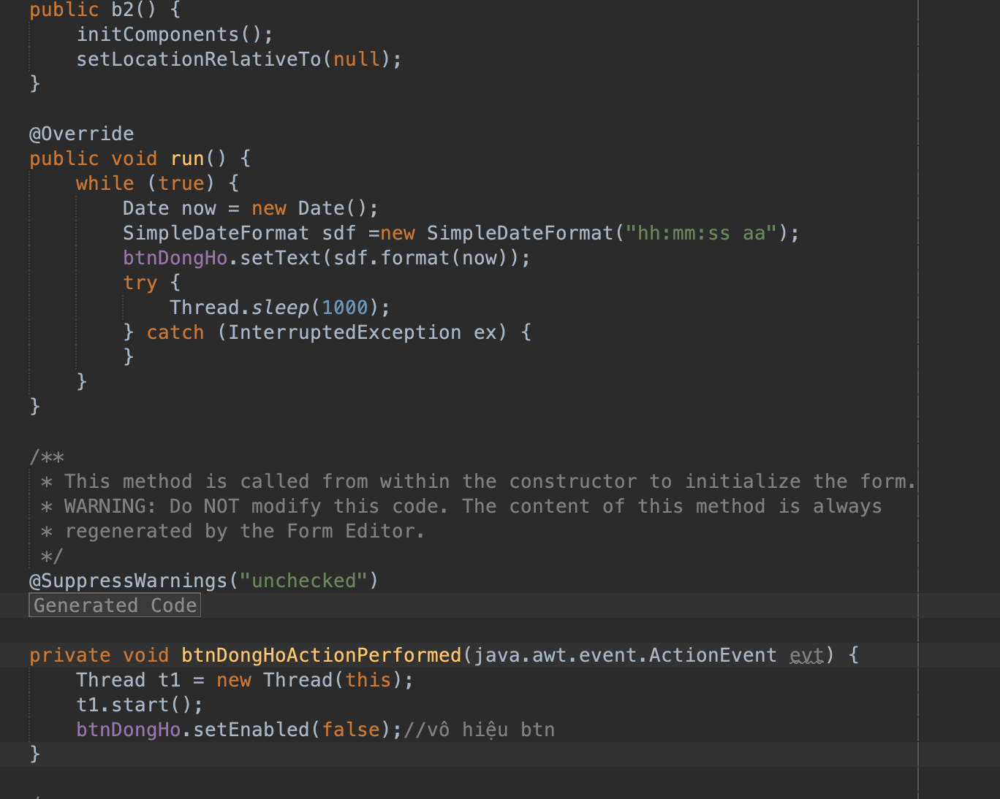 public b2() {
    initComponents();
    setLocationRelativeTo(null);
}

@Override
public void run() {
    while (true) {
        Date now = new Date();
        SimpleDateFormat sdf =new SimpleDateFormat("hh:mm:ss aa");
        btnDongHo.setText(sdf.format(now));
        try {
            Thread.sleep(1000);
        } catch (InterruptedException ex) {
        }
    }
}

/**
 * This method is called from within the constructor to initialize the form.
 * WARNING: Do NOT modify this code. The content of this method is always
 * regenerated by the Form Editor.
 */
@SuppressWarnings("unchecked")
Generated Code

private void btnDongHoActionPerformed(java.awt.event.ActionEvent evt) {
    Thread t1 = new Thread(this);
    t1.start();
    btnDongHo.setEnabled(false);//vô hiệu btn
}